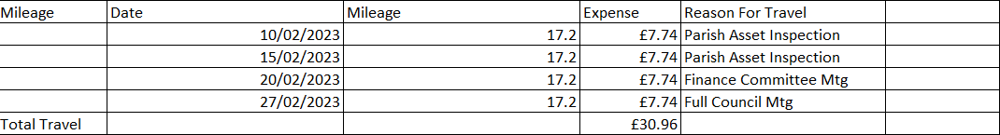 Mileage Date Mileage Expense Reason For Travel
10/02/2023 17.2 £7.74 Parish Asset Inspection
15/02/2023 17.2 £7.74 Parish Asset Inspection
20/02/2023 17.2 £7.74 Finance Committee Mtg
27/02/2023 17.2 £7.74 Full Council Mtg
Total Travel £30.96